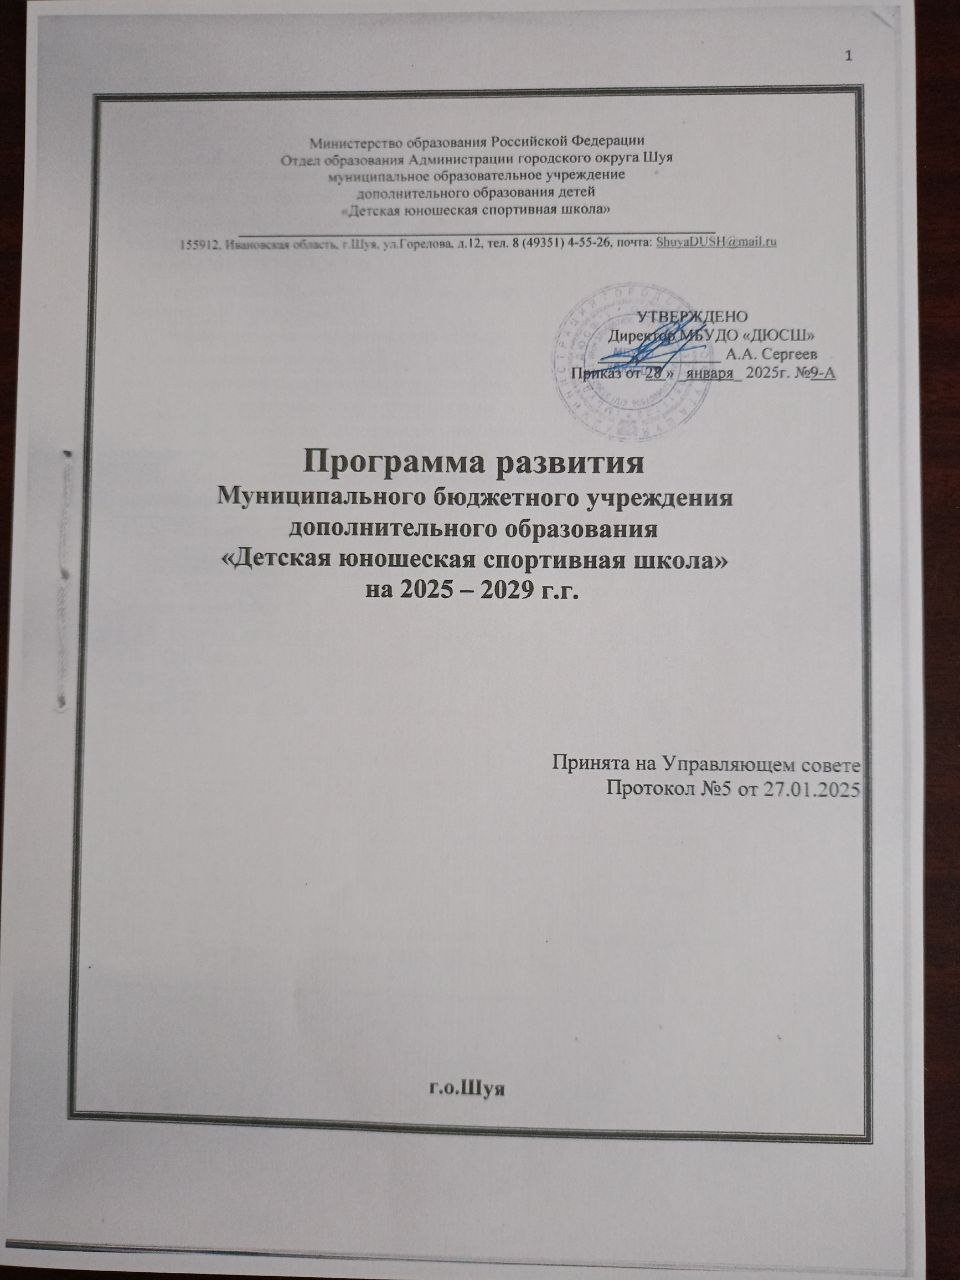 1
Министерство образования Российской Федерации
Отдел образования Администрации городского округа Шуя
муниципальное образовательное учреждение
дополнительного образования детей
«Детская юношеская спортивная школа»
155912, Ивановская область, г.Шуя, ул.Горелова, д.12, тел. 8 (49351) 4-55-26, почта: ShuyaDUSH@mail.ru
УТВЕРЖДЕНО
Директор МБУДО «ДЮСШ»
А.А. Сергеев
Приказ от 28 » января 2025г. №9-А
Программа развития
Муниципального бюджетного учреждения
дополнительного образования
«Детская юношеская спортивная школа»
на 2025 – 2029 г.г.
Принята на Управляющем совете
Протокол №5 от 27.01.2025
г.о.Шуя